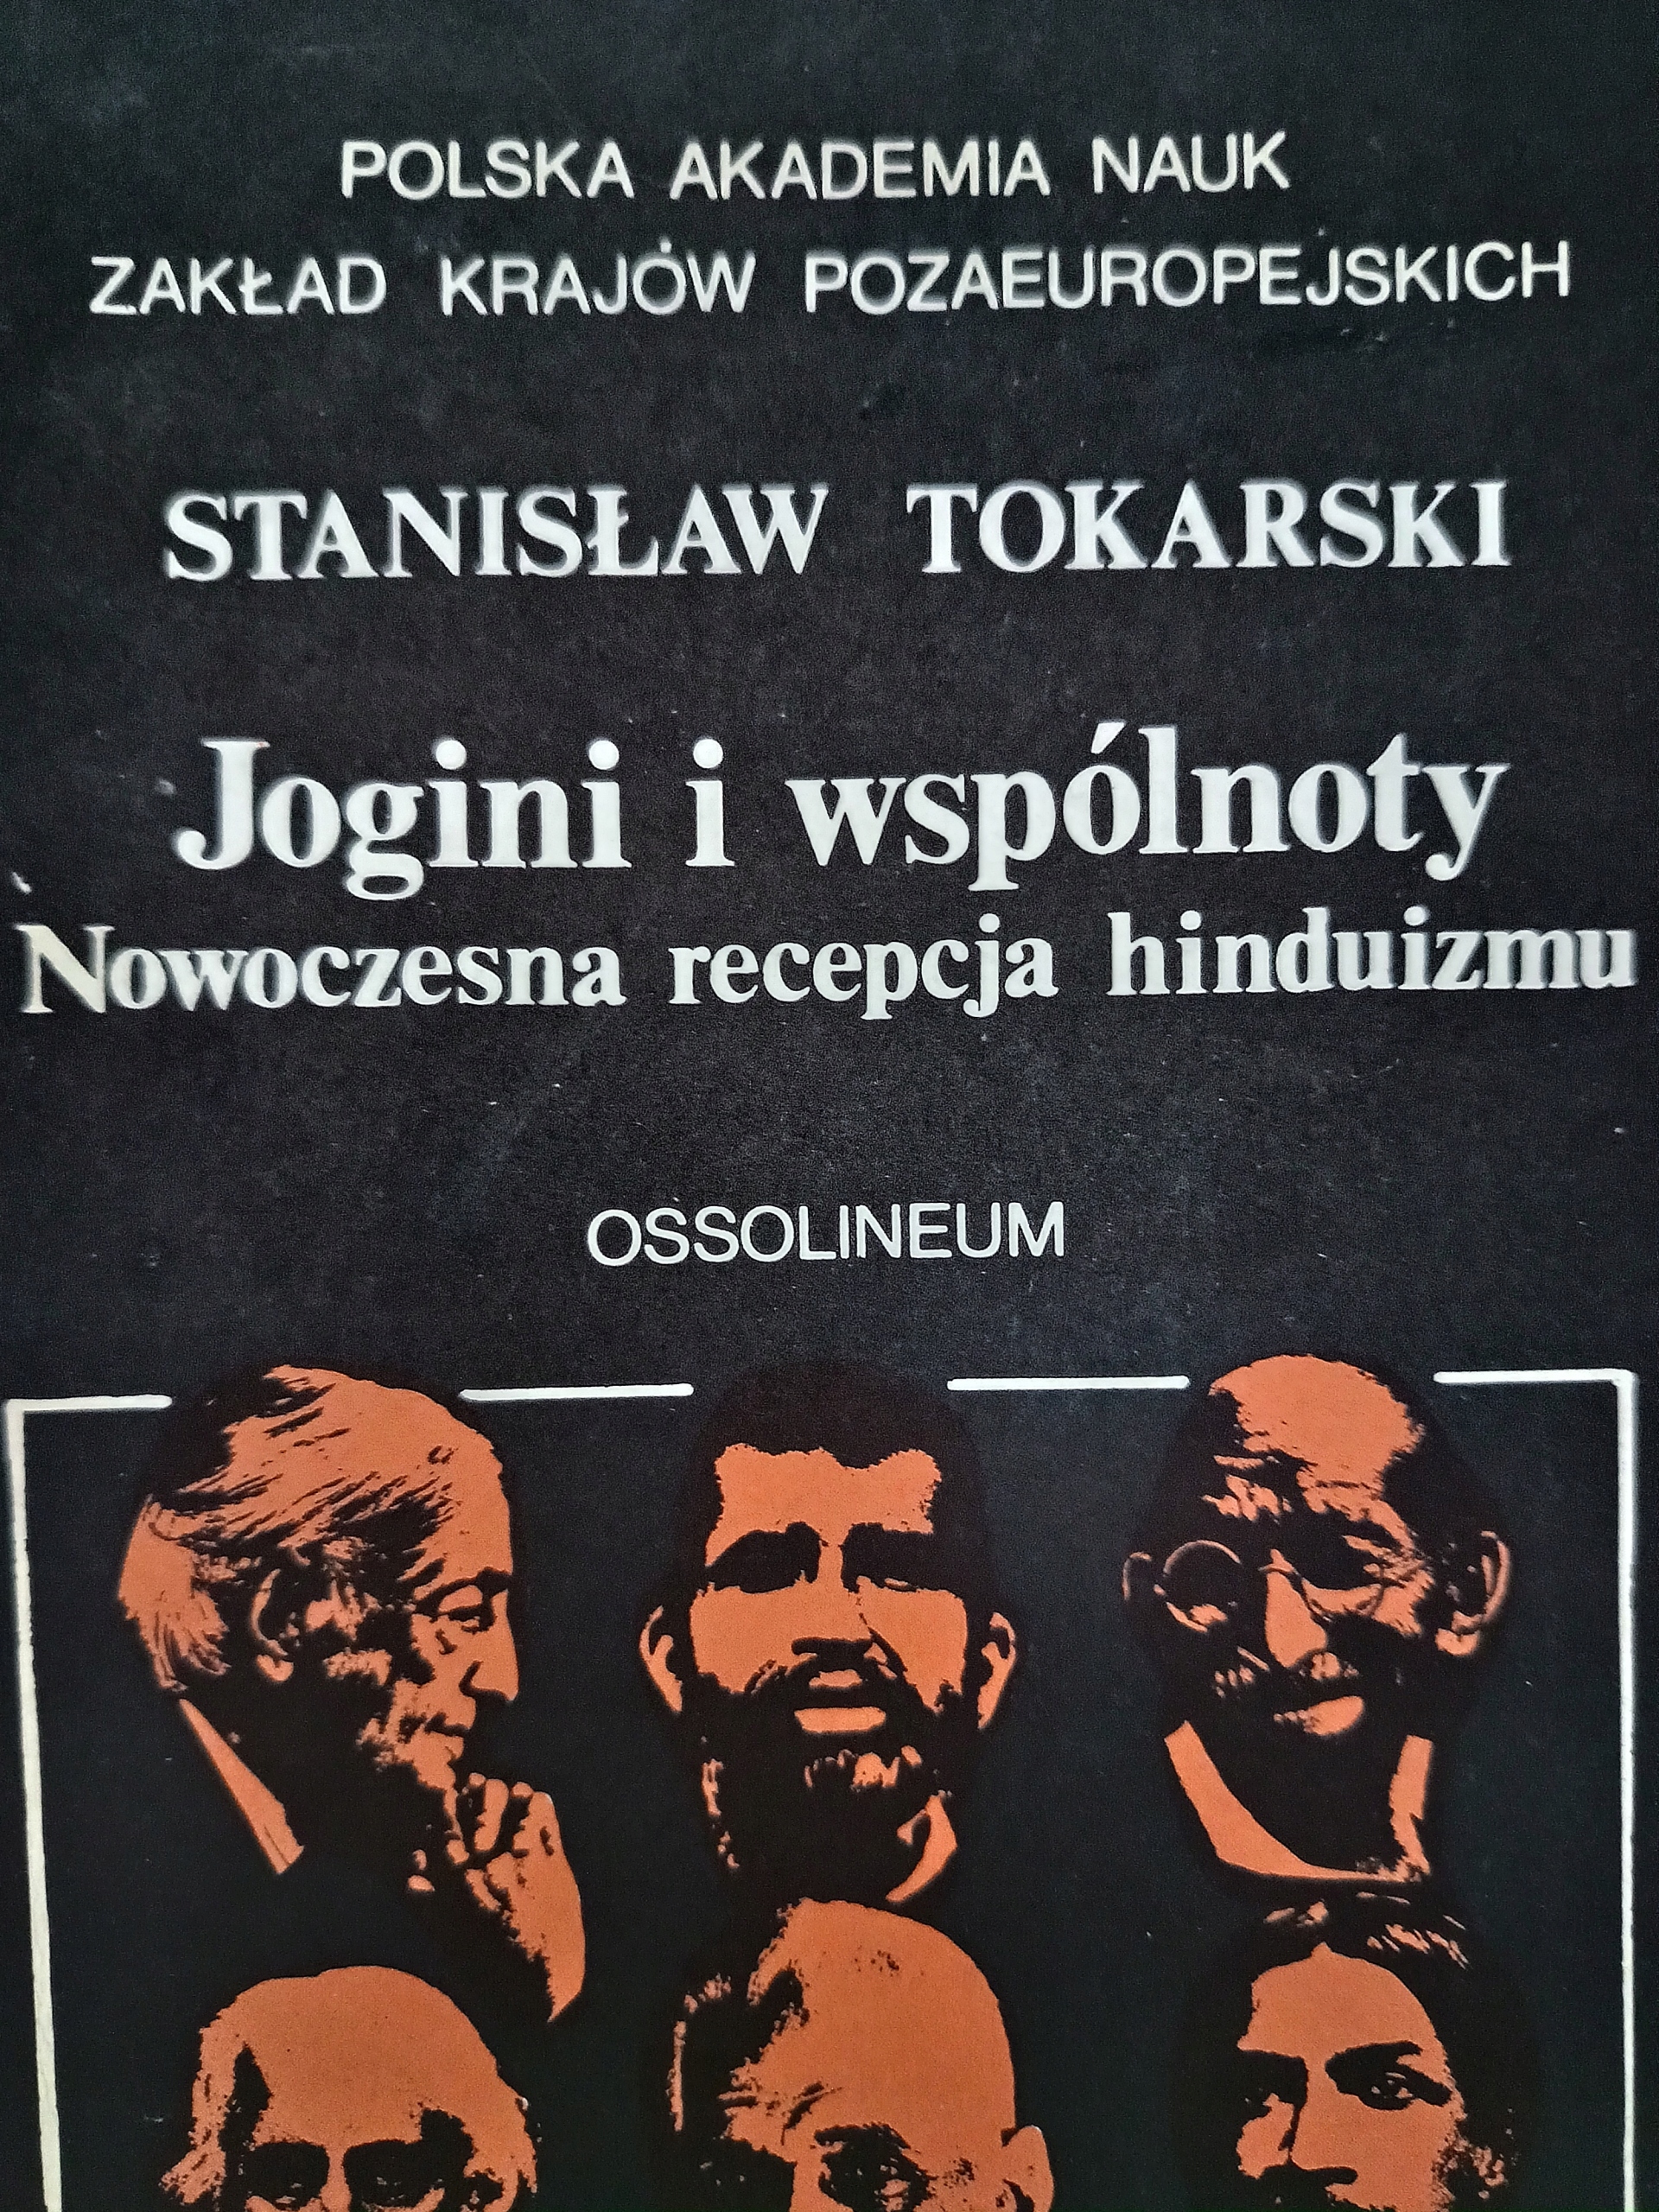 POLSKA AKADEMIA NAUK
ZAKŁAD KRAJÓW POZAEUROPEJSKICH
STANISŁAW TOKARSKI
Jogini i wspólnoty
Nowoczesna recepcja hinduizmu
OSSOLINEUM